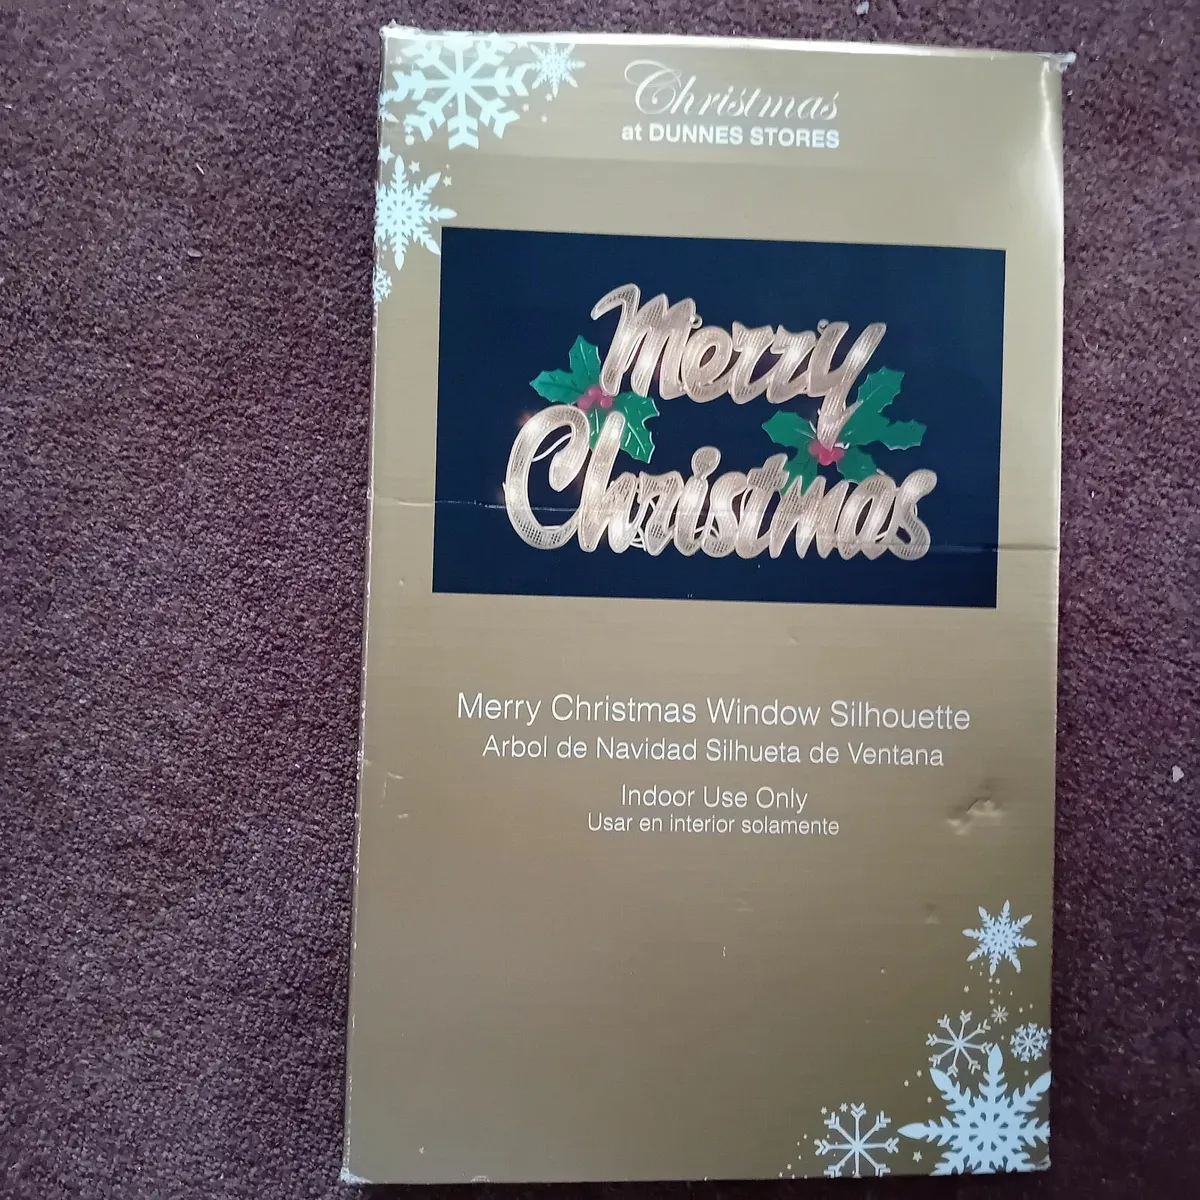 Christmas
at DUNNES STORES
Merry
Christmas
Merry Christmas Window Silhouette
Arbol de Navidad Silhueta de Ventana
Indoor Use Only
Usar en interior solamente